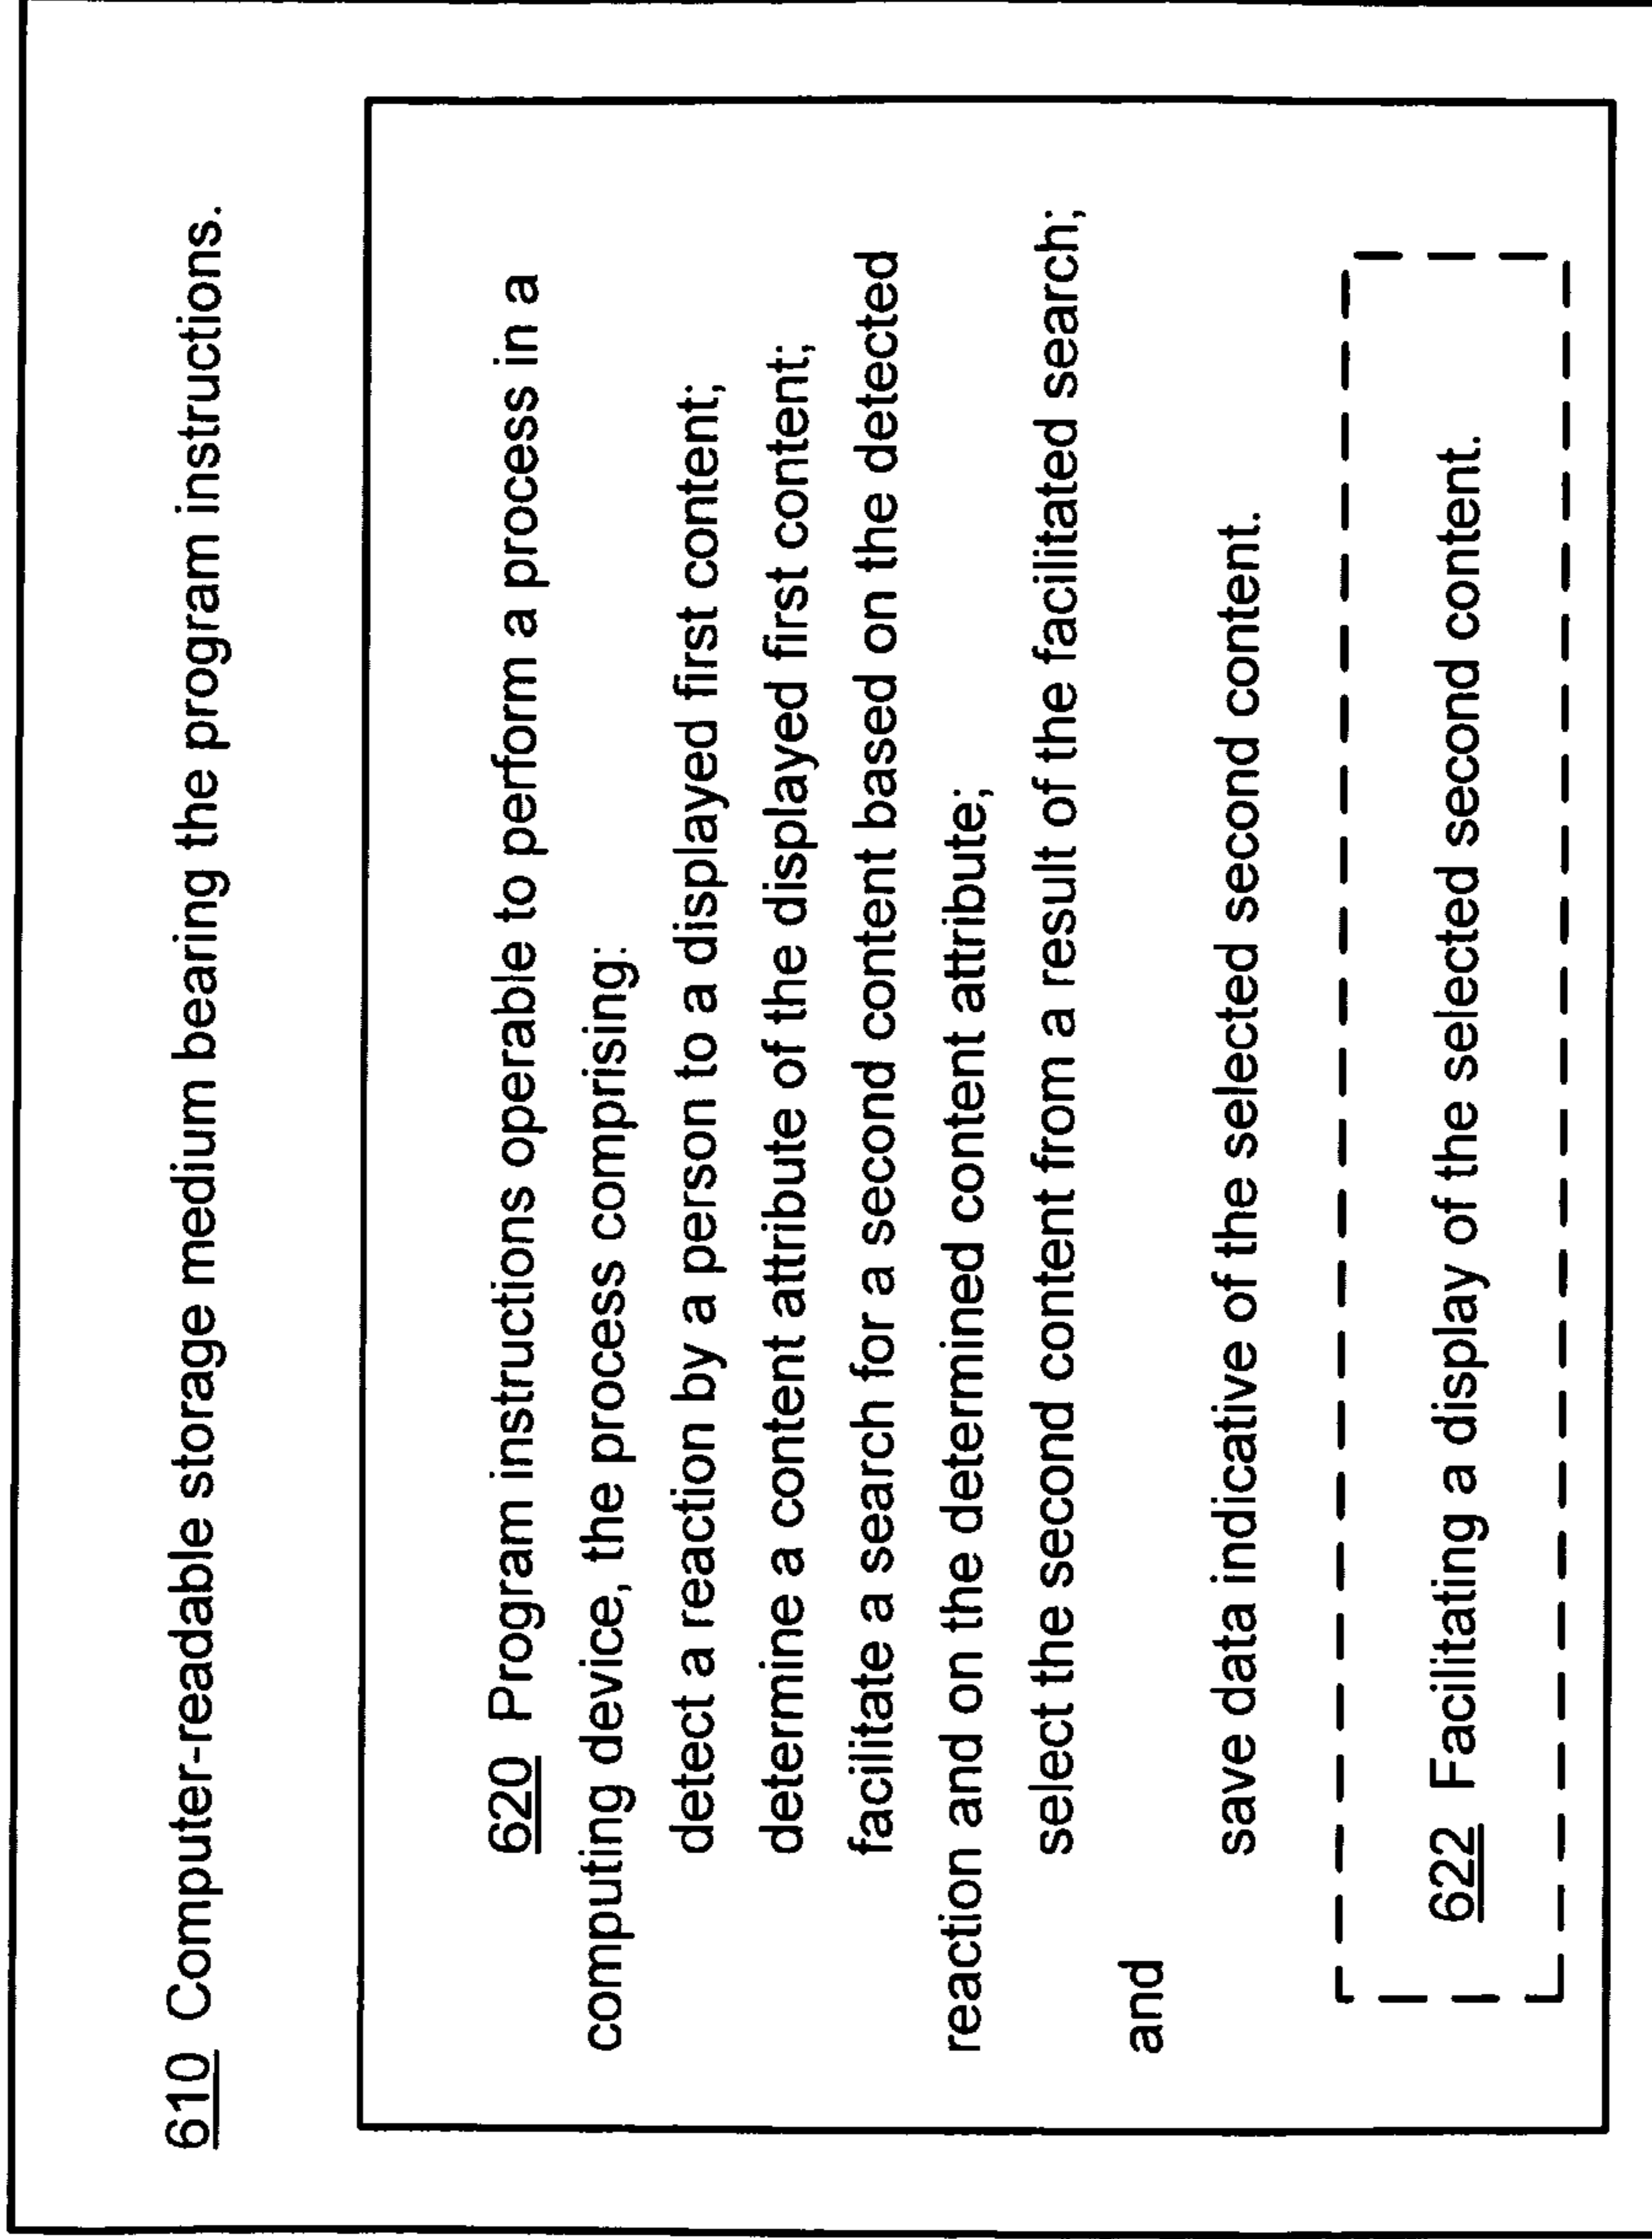 610 Computer-readable storage medium bearing the program instructions.
620 Program instructions operable to perform a process in a
computing device, the process comprising:
detect a reaction by a person to a displayed first content;
determine a content attribute of the displayed first content;
facilitate a search for a second content based on the detected
reaction and on the determined content attribute;
select the second content from a result of the facilitated search;
and
save data indicative of the selected second content.
622 Facilitating a display of the selected second content.